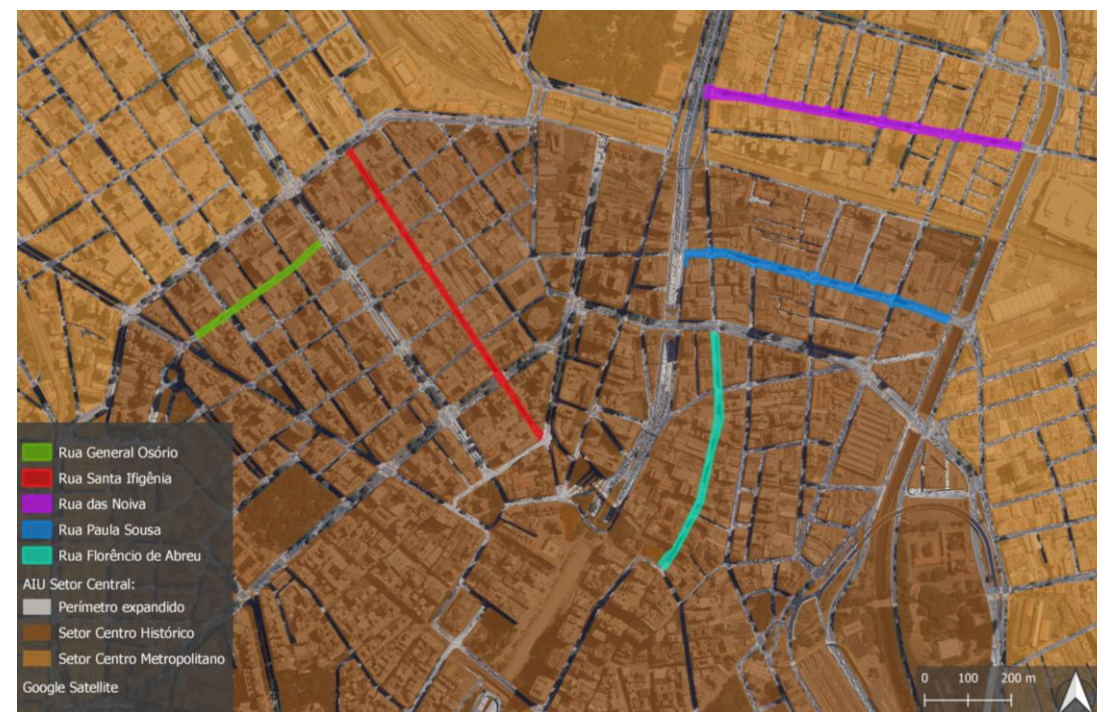 Rua General Osório
Rua Santa Ifigênia
Rua das Noiva
Rua Paula Sousa
Rua Florêncio de Abreu
AIU Setor Central:
Perímetro expandido
Setor Centro Histórico
Setor Centro Metropolitano
Google Satellite
0 100 200 m